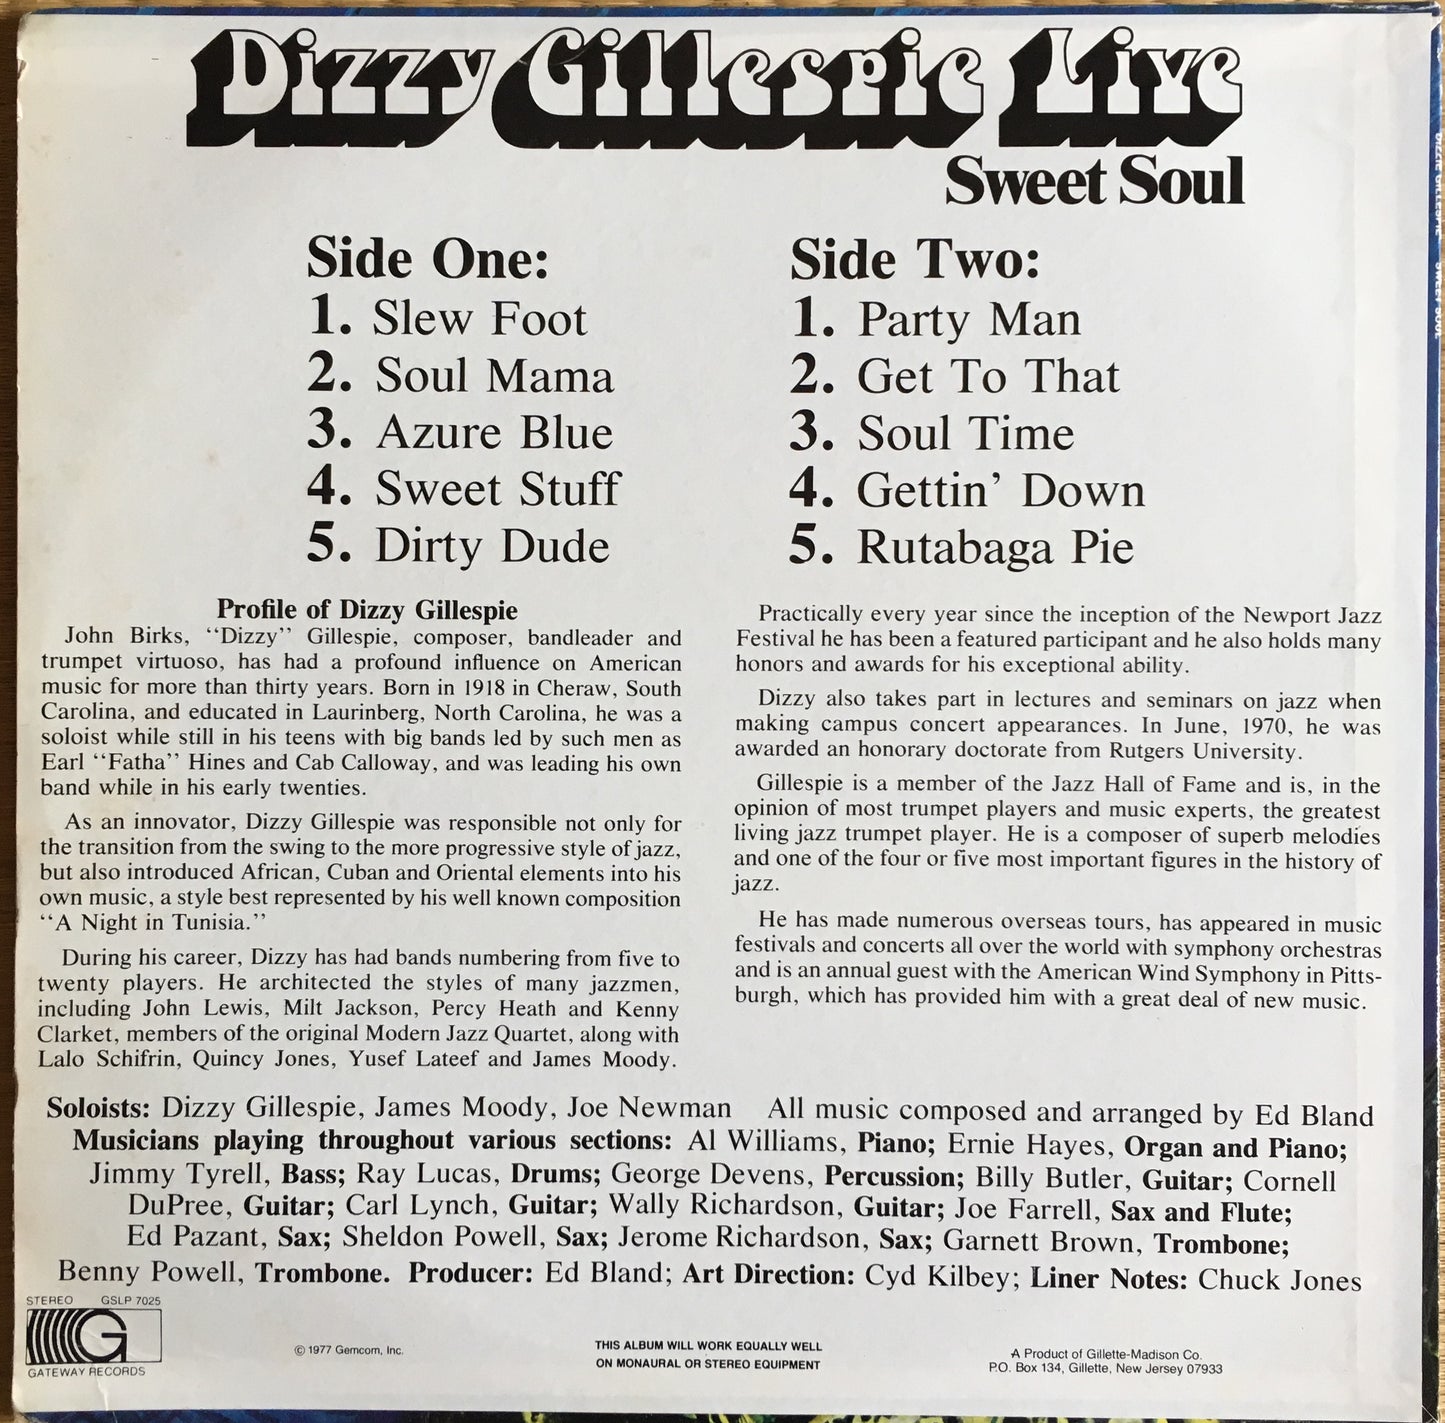 Dizzy Gillespie Live
Sweet Soul
Side One:
1. Slew Foot
2. Soul Mama
3. Azure Blue
4. Sweet Stuff
5. Dirty Dude
Side Two:
1. Party Man
2. Get To That
3. Soul Time
4. Gettin' Down
5. Rutabaga Pie
Profile of Dizzy Gillespie
John Birks, "Dizzy" Gillespie, composer, bandleader and
trumpet virtuoso, has had a profound influence on American
music for more than thirty years. Born in 1918 in Cheraw, South
Carolina, and educated in Laurinberg, North Carolina, he was a
soloist while still in his teens with big bands led by such men as
Earl "Fatha" Hines and Cab Calloway, and was leading his own
band while in his early twenties.
As an innovator, Dizzy Gillespie was responsible not only for
the transition from the swing to the more progressive style of jazz,
but also introduced African, Cuban and Oriental elements into his
own music, a style best represented by his well known composition
"A Night in Tunisia."
During his career, Dizzy has had bands numbering from five to
twenty players. He architected the styles of many jazzmen,
including John Lewis, Milt Jackson, Percy Heath and Kenny
Clarket, members of the original Modern Jazz Quartet, along with
Lalo Schifrin, Quincy Jones, Yusef Lateef and James Moody.
Practically every year since the inception of the Newport Jazz
Festival he has been a featured participant and he also holds many
honors and awards for his exceptional ability.
Dizzy also takes part in lectures and seminars on jazz when
making campus concert appearances. In June, 1970, he was
awarded an honorary doctorate from Rutgers University.
Gillespie is a member of the Jazz Hall of Fame and is, in the
opinion of most trumpet players and music experts, the greatest
living jazz trumpet player. He is a composer of superb melodies
and one of the four or five most important figures in the history of
jazz.
He has made numerous overseas tours, has appeared in music
festivals and concerts all over the world with symphony orchestras
and is an annual guest with the American Wind Symphony in Pitts-
burgh, which has provided him with a great deal of new music.
Soloists: Dizzy Gillespie, James Moody, Joe Newman All music composed and arranged by Ed Bland
Musicians playing throughout various sections: Al Williams, Piano; Ernie Hayes, Organ and Piano;
Jimmy Tyrell, Bass; Ray Lucas, Drums; George Devens, Percussion; Billy Butler, Guitar; Cornell
DuPree, Guitar; Carl Lynch, Guitar; Wally Richardson, Guitar; Joe Farrell, Sax and Flute;
Ed Pazant, Sax; Sheldon Powell, Sax; Jerome Richardson, Sax; Garnett Brown, Trombone;
Benny Powell, Trombone. Producer: Ed Bland; Art Direction: Cyd Kilbey; Liner Notes: Chuck Jones
STEREO GSLP 7025
G
GATEWAY RECORDS
© 1977 Gemcom, Inc.
THIS ALBUM WILL WORK EQUALLY WELL
ON MONAURAL OR STEREO EQUIPMENT
A Product of Gillette-Madison Co.
P.O. Box 134, Gillette, New Jersey 07933
DIZZIE GILLESPIE SWEET SOUL